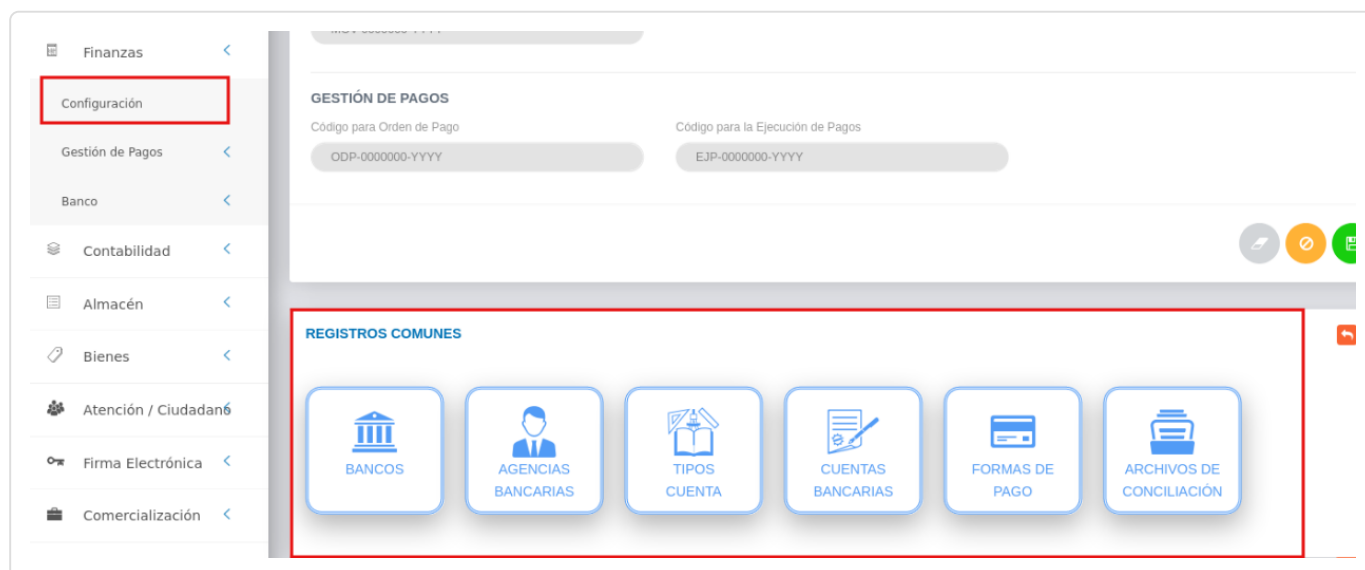 Finanzas
Configuración
Gestión de Pagos
Banco
Contabilidad
Almacén
Bienes
Atención / Ciudadano
Firma Electrónica
Comercialización
GESTIÓN DE PAGOS
Código para Orden de Pago
Código para la Ejecución de Pagos
ODP-0000000-YYYY
EJP-0000000-YYYY
REGISTROS COMUNES
BANCOS
AGENCIAS
BANCARIAS
TIPOS
CUENTA
CUENTAS
BANCARIAS
FORMAS DE
PAGO
ARCHIVOS DE
CONCILIACIÓN